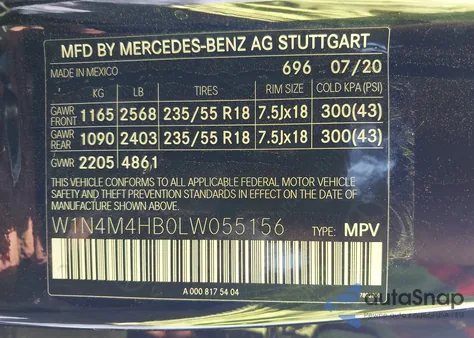 MFD BY MERCEDES-BENZ AG STUTTGART
MADE IN MEXICO 696 07/20
KG LB TIRES RIM SIZE COLD KPA (PSI)
GAWR FRONT 1165 2568 235/55 R18 7.5Jx18 300(43)
GAWR REAR 1090 2403 235/55 R18 7.5Jx18 300(43)
GVWR 2205 4861
THIS VEHICLE CONFORMS TO ALL APPLICABLE FEDERAL MOTOR VEHICLE
SAFETY AND THEFT PREVENTION STANDARDS IN EFFECT ON THE DATE
OF MANUFACTURE SHOWN ABOVE.
W1N4M4HB0LW055156 TYPE: MPV
A 000 817 54 04
autoSnap